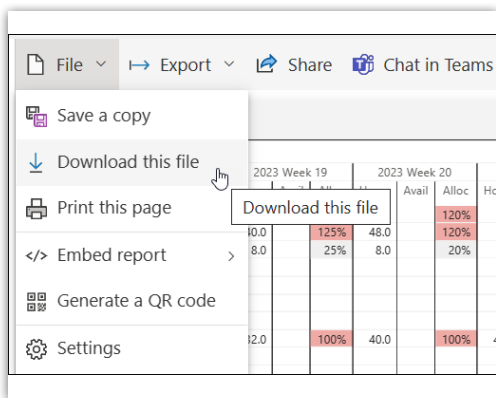 File Export Share Chat in Teams
Save a copy
Download this file
2023 Week 19 2023 Week 20
Avail Alloc Ho
Print this page
Download this file
120%
40.0 125% 48.0 120%
Embed report
8.0 25% 8.0 20%
Generate a QR code
32.0 100% 40.0 100% 4
Settings